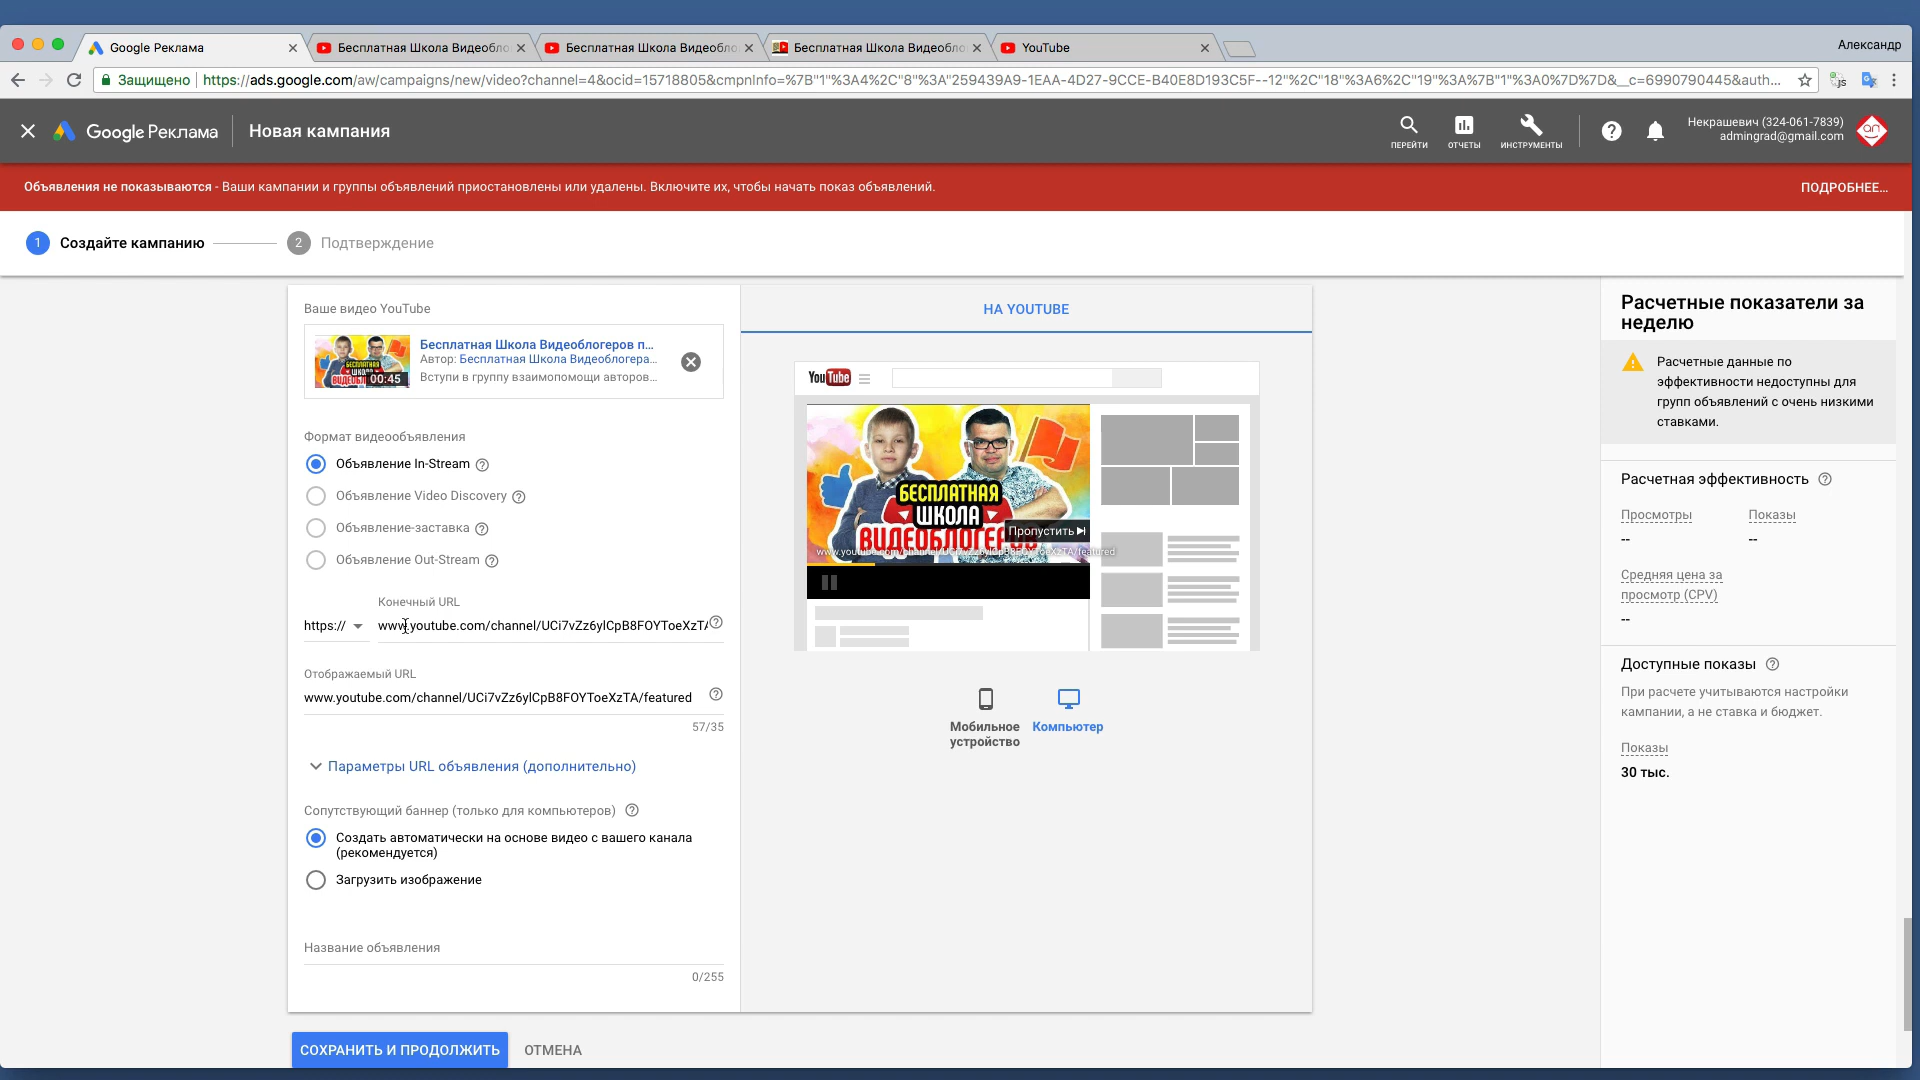 Google Реклама
Бесплатная Школа Видеобло
Бесплатная Школа Видеобло
Бесплатная Школа Видеобло
YouTube
Александр
Защищено
https://ads.google.com/aw/campaigns/new/video?channel=4&ocid=15718805&cmpnInfo=%7B"1"%3A4%2C"8"%3A"259439A9-1EAA-4D27-9CCE-B40E8D193C5F--12"%2C"18"%3A6%2C"19"%3A%7B"1"%3A0%7D%7D&__c=6990790445&auth...
Google Реклама
Новая кампания
ПЕРЕЙТИ
ОТЧЕТЫ
ИНСТРУМЕНТЫ
Некрашевич (324-061-7839)
admingrad@gmail.com
Объявления не показываются - Ваши кампании и группы объявлений приостановлены или удалены. Включите их, чтобы начать показ объявлений.
ПОДРОБНЕЕ...
1 Создайте кампанию
2 Подтверждение
Ваше видео YouTube
00:45
Бесплатная Школа Видеоблогеров п...
Автор: Бесплатная Школа Видеоблогера...
Вступи в группу взаимопомощи авторов...
Формат видеообъявления
Объявление In-Stream
Объявление Video Discovery
Объявление-заставка
Объявление Out-Stream
Конечный URL
https://
www.youtube.com/channel/UCi7vZz6ylCpB8FOYToeXzTA
Отображаемый URL
www.youtube.com/channel/UCi7vZz6ylCpB8FOYToeXzTA/featured
57/35
Параметры URL объявления (дополнительно)
Сопутствующий баннер (только для компьютеров)
Создать автоматически на основе видео с вашего канала
(рекомендуется)
Загрузить изображение
Название объявления
0/255
СОХРАНИТЬ И ПРОДОЛЖИТЬ
ОТМЕНА
НА YOUTUBE
YouTube
БЕСПЛАТНАЯ
ШКОЛА
ВИДЕОБЛОГЕРОВ
Пропустить
www.youtube.com/channel/UCi7vZz6ylCpB8FOYToeXzTA/featured
Мобильное
устройство
Компьютер
Расчетные показатели за
неделю
Расчетные данные по
эффективности недоступны для
групп объявлений с очень низкими
ставками.
Расчетная эффективность
Просмотры
Показы
--
--
Средняя цена за
просмотр (CPV)
--
Доступные показы
При расчете учитываются настройки
кампании, а не ставка и бюджет.
Показы
30 тыс.